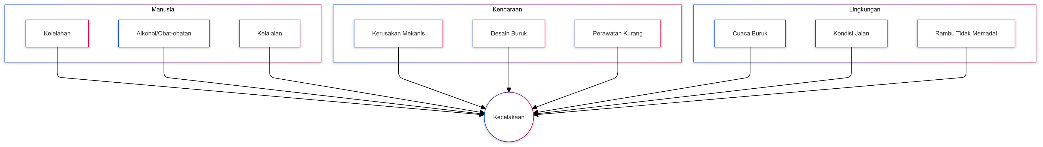 Manusia
Kendaraan
Lingkungan
Kelelahan
Alkohol/Obat-obatan
Kelalaian
Kerusakan Mekanis
Desain Buruk
Perawatan Kurang
Cuaca Buruk
Kondisi Jalan
Rambu Tidak Memadai
Kecelakaan